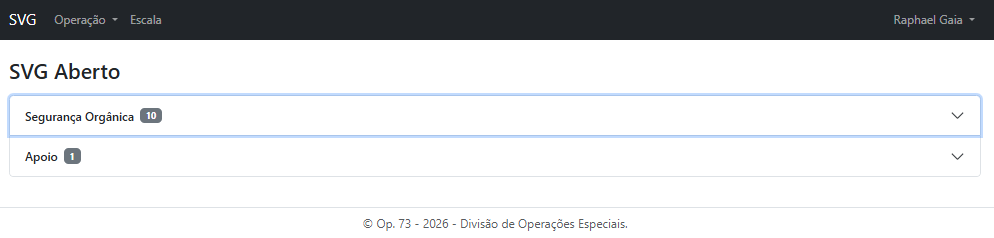 SVG Operação Escala Raphael Gaia
SVG Aberto
Segurança Orgânica 10
Apoio 1
© Op. 73 - 2026 - Divisão de Operações Especiais.